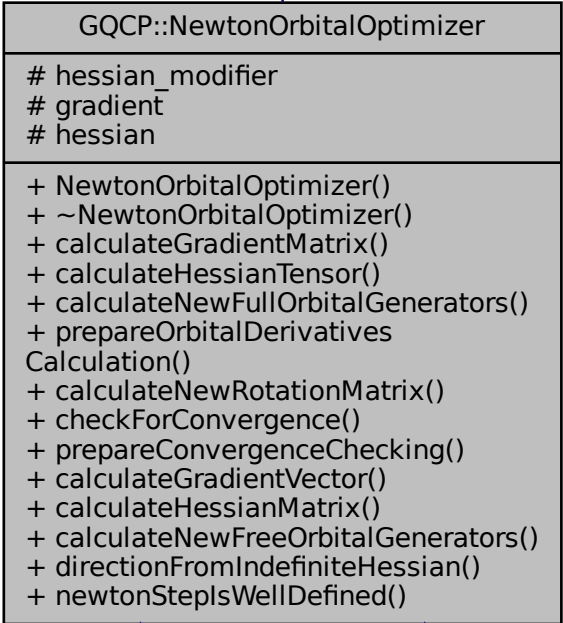 GQCP::NewtonOrbitalOptimizer
# hessian_modifier
# gradient
# hessian
+ NewtonOrbitalOptimizer()
+ ~NewtonOrbitalOptimizer()
+ calculateGradientMatrix()
+ calculateHessianTensor()
+ calculateNewFullOrbitalGenerators()
+ prepareOrbitalDerivatives
Calculation()
+ calculateNewRotationMatrix()
+ checkForConvergence()
+ prepareConvergenceChecking()
+ calculateGradientVector()
+ calculateHessianMatrix()
+ calculateNewFreeOrbitalGenerators()
+ directionFromIndefiniteHessian()
+ newtonStepIsWellDefined()